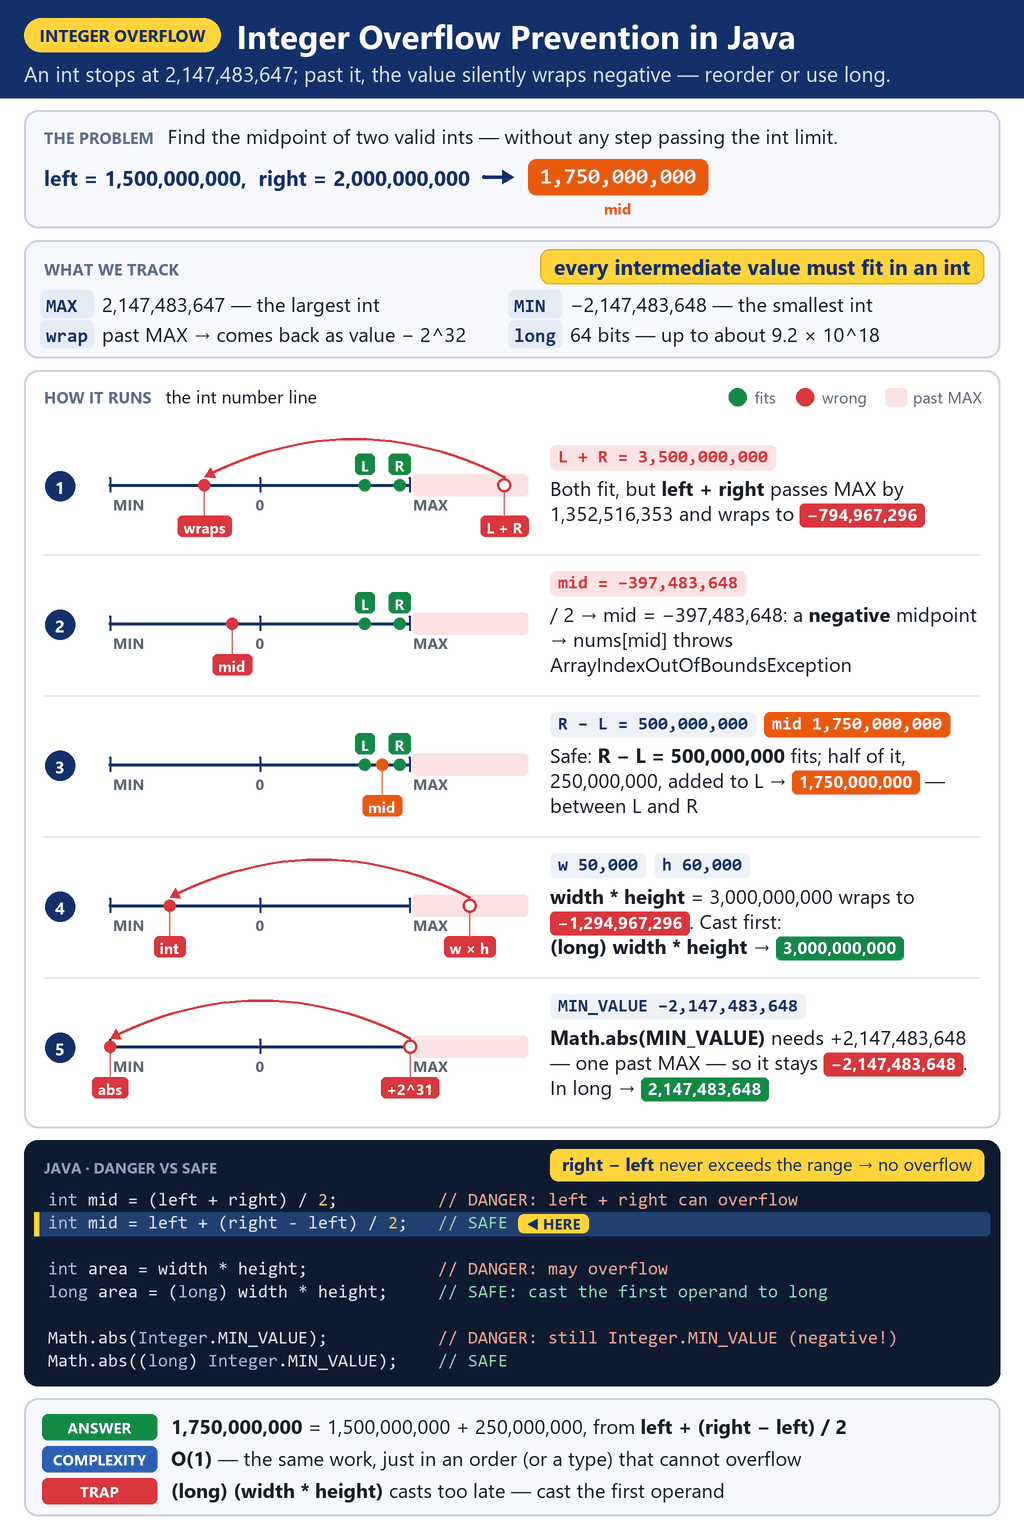 INTEGER OVERFLOW Integer Overflow Prevention in Java
An int stops at 2,147,483,647; past it, the value silently wraps negative — reorder or use long.
THE PROBLEM Find the midpoint of two valid ints — without any step passing the int limit.
left = 1,500,000,000, right = 2,000,000,000 → 1,750,000,000
mid
WHAT WE TRACK every intermediate value must fit in an int
MAX 2,147,483,647 — the largest int MIN −2,147,483,648 — the smallest int
wrap past MAX → comes back as value − 2^32 long 64 bits — up to about 9.2 × 10^18
HOW IT RUNS the int number line fits wrong past MAX
1
L R
MIN 0 MAX
wraps L + R
L + R = 3,500,000,000
Both fit, but left + right passes MAX by
1,352,516,353 and wraps to −794,967,296
2
L R
MIN 0 MAX
mid
mid = −397,483,648
/ 2 → mid = −397,483,648: a negative midpoint
→ nums[mid] throws
ArrayIndexOutOfBoundsException
3
L R
MIN 0 MAX
mid
R − L = 500,000,000 mid 1,750,000,000
Safe: R − L = 500,000,000 fits; half of it,
250,000,000, added to L → 1,750,000,000 —
between L and R
4
MIN 0 MAX
int w × h
w 50,000 h 60,000
width * height = 3,000,000,000 wraps to
−1,294,967,296. Cast first:
(long) width * height → 3,000,000,000
5
MIN 0 MAX
abs +2^31
MIN_VALUE −2,147,483,648
Math.abs(MIN_VALUE) needs +2,147,483,648
— one past MAX — so it stays −2,147,483,648.
In long → 2,147,483,648
JAVA · DANGER VS SAFE right − left never exceeds the range → no overflow
int mid = (left + right) / 2; // DANGER: left + right can overflow
int mid = left + (right - left) / 2; // SAFE ◀ HERE
int area = width * height; // DANGER: may overflow
long area = (long) width * height; // SAFE: cast the first operand to long
Math.abs(Integer.MIN_VALUE); // DANGER: still Integer.MIN_VALUE (negative!)
Math.abs((long) Integer.MIN_VALUE); // SAFE
ANSWER 1,750,000,000 = 1,500,000,000 + 250,000,000, from left + (right − left) / 2
COMPLEXITY O(1) — the same work, just in an order (or a type) that cannot overflow
TRAP (long) (width * height) casts too late — cast the first operand